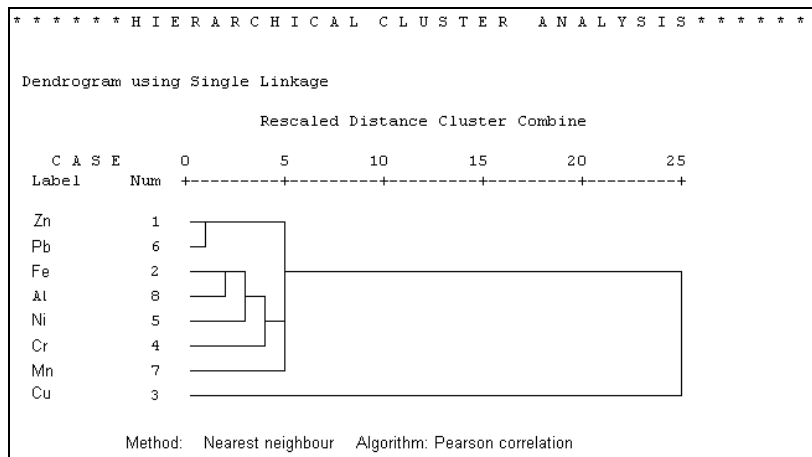 * * * * * * H I E R A R C H I C A L   C L U S T E R   A N A L Y S I S * * * * * *
Dendrogram using Single Linkage
Rescaled Distance Cluster Combine
C A S E 0 5 10 15 20 25
Label Num +---------+---------+---------+---------+---------+
Zn 1
Pb 6
Fe 2
Al 8
Ni 5
Cr 4
Mn 7
Cu 3
Method: Nearest neighbour Algorithm: Pearson correlation